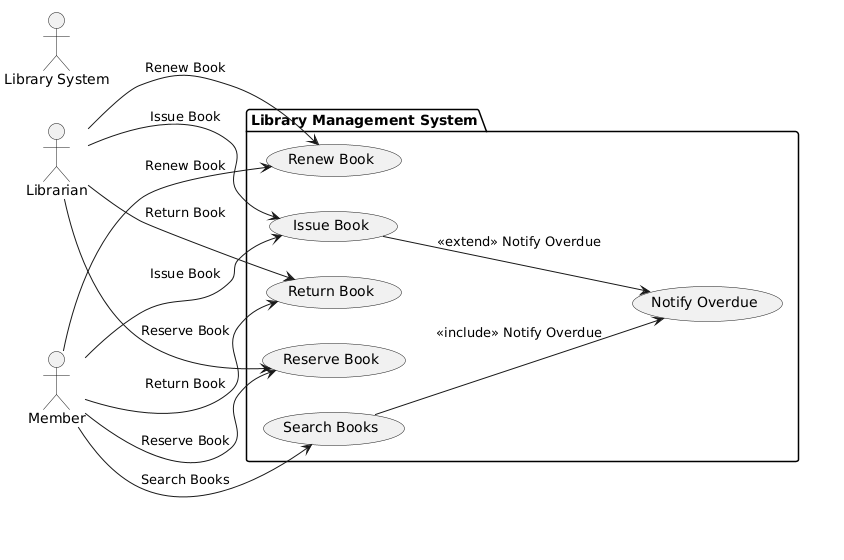 Library System
Renew Book
Librarian
Issue Book
Library Management System
Renew Book
Renew Book
Return Book
Issue Book
«extend» Notify Overdue
Issue Book
Return Book
Notify Overdue
Reserve Book
«include» Notify Overdue
Reserve Book
Return Book
Member
Search Books
Reserve Book
Search Books